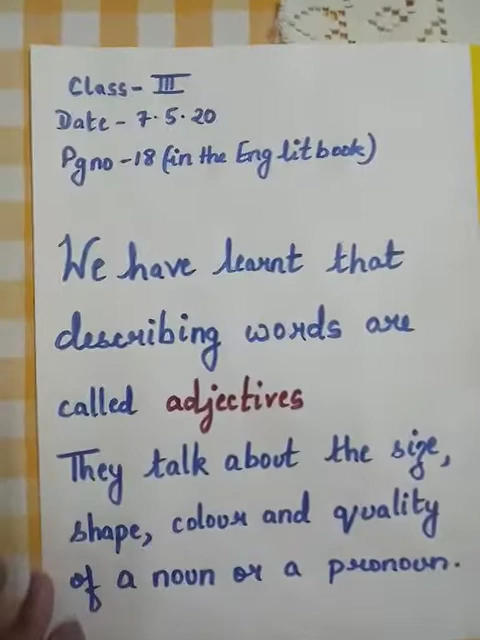 Class - III
Date - 7.5.20
Pg no - 18 (in the Eng lit book)
We have learnt that
describing words are
called adjectives
They talk about the size,
shape, colour and quality
of a noun or a pronoun.